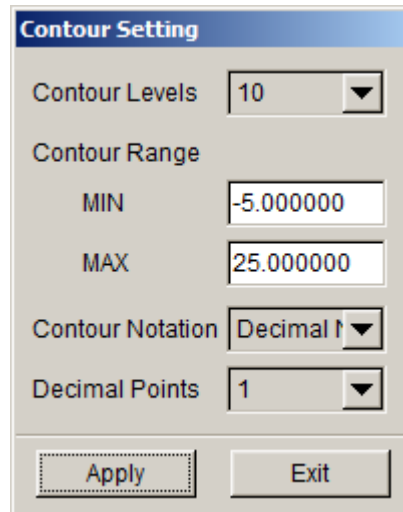 Contour Setting
Contour Levels 10
Contour Range
MIN -5.000000
MAX 25.000000
Contour Notation Decimal
Decimal Points 1
Apply Exit